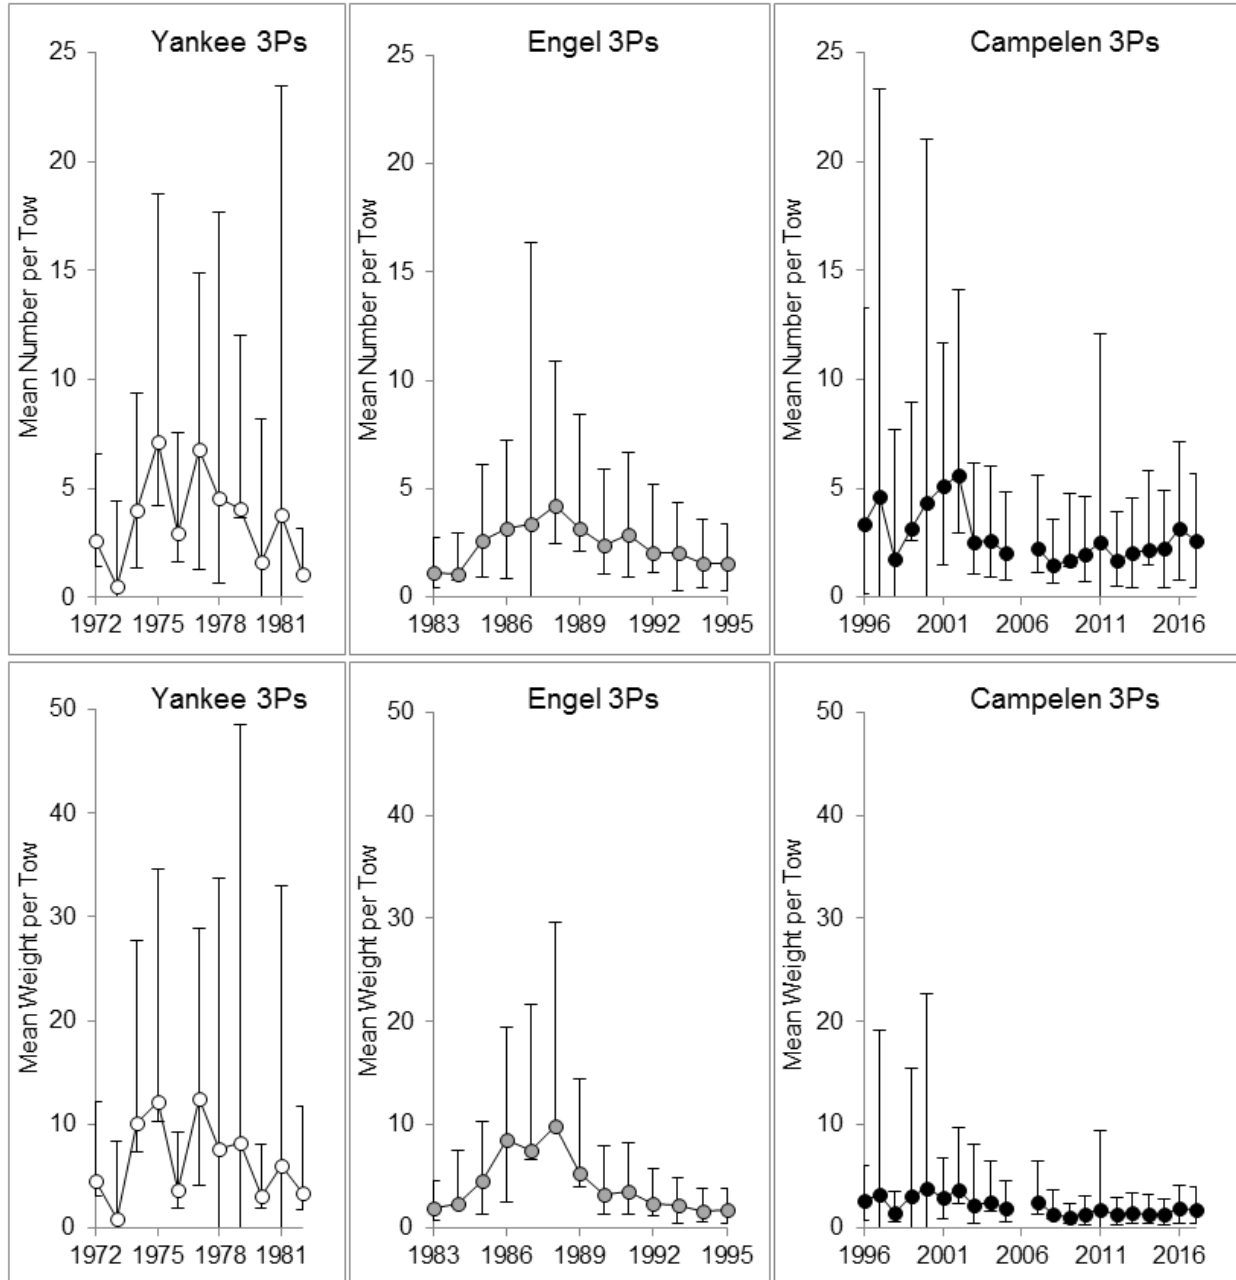 Yankee 3Ps
Mean Number per Tow
25
20
15
10
5
0
1972 1975 1978 1981
Engel 3Ps
Mean Number per Tow
25
20
15
10
5
0
1983 1986 1989 1992 1995
Campelen 3Ps
Mean Number per Tow
25
20
15
10
5
0
1996 2001 2006 2011 2016
Yankee 3Ps
Mean Weight per Tow
50
40
30
20
10
0
1972 1975 1978 1981
Engel 3Ps
Mean Weight per Tow
50
40
30
20
10
0
1983 1986 1989 1992 1995
Campelen 3Ps
Mean Weight per Tow
50
40
30
20
10
0
1996 2001 2006 2011 2016